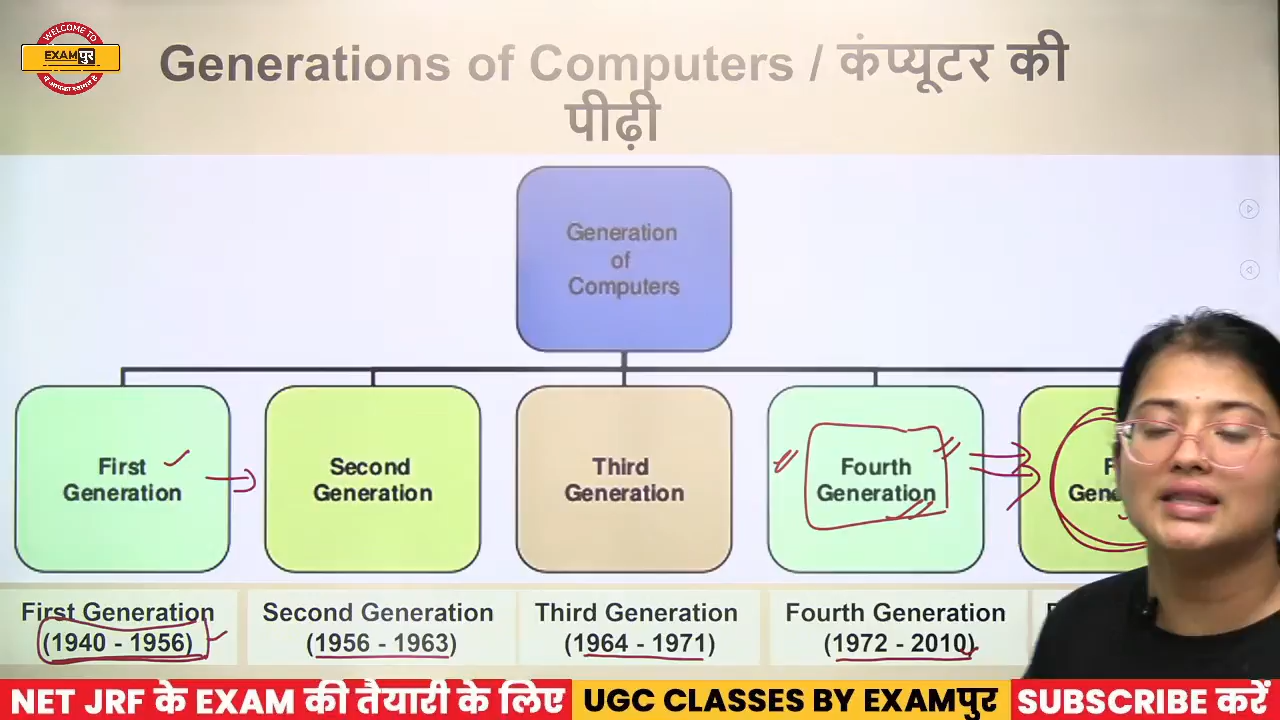 WELCOME TO
EXAMपुर
Generations of Computers / कंप्यूटर की
पीढ़ी
Generation
of
Computers
First
Generation
Second
Generation
Third
Generation
Fourth
Generation
First Generation
(1940 - 1956)
Second Generation
(1956 - 1963)
Third Generation
(1964 - 1971)
Fourth Generation
(1972 - 2010)
NET JRF के EXAM की तैयारी के लिए
UGC CLASSES BY EXAMपुर
SUBSCRIBE करें